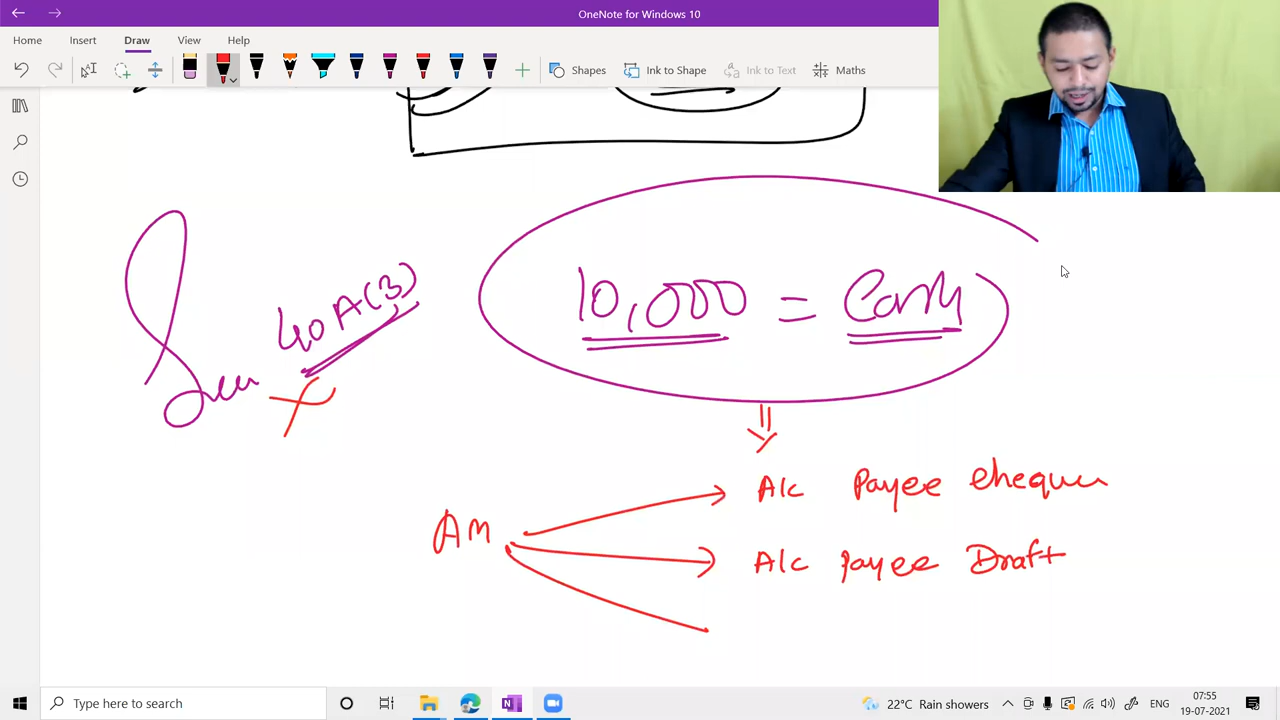 OneNote for Windows 10
Home Insert Draw View Help
Shapes Ink to Shape Ink to Text Maths
Sec 40A(3)
10,000 = Cash
A/c Payee cheque
AM
A/c Payee Draft
Type here to search
22°C Rain showers
ENG
07:55
19-07-2021